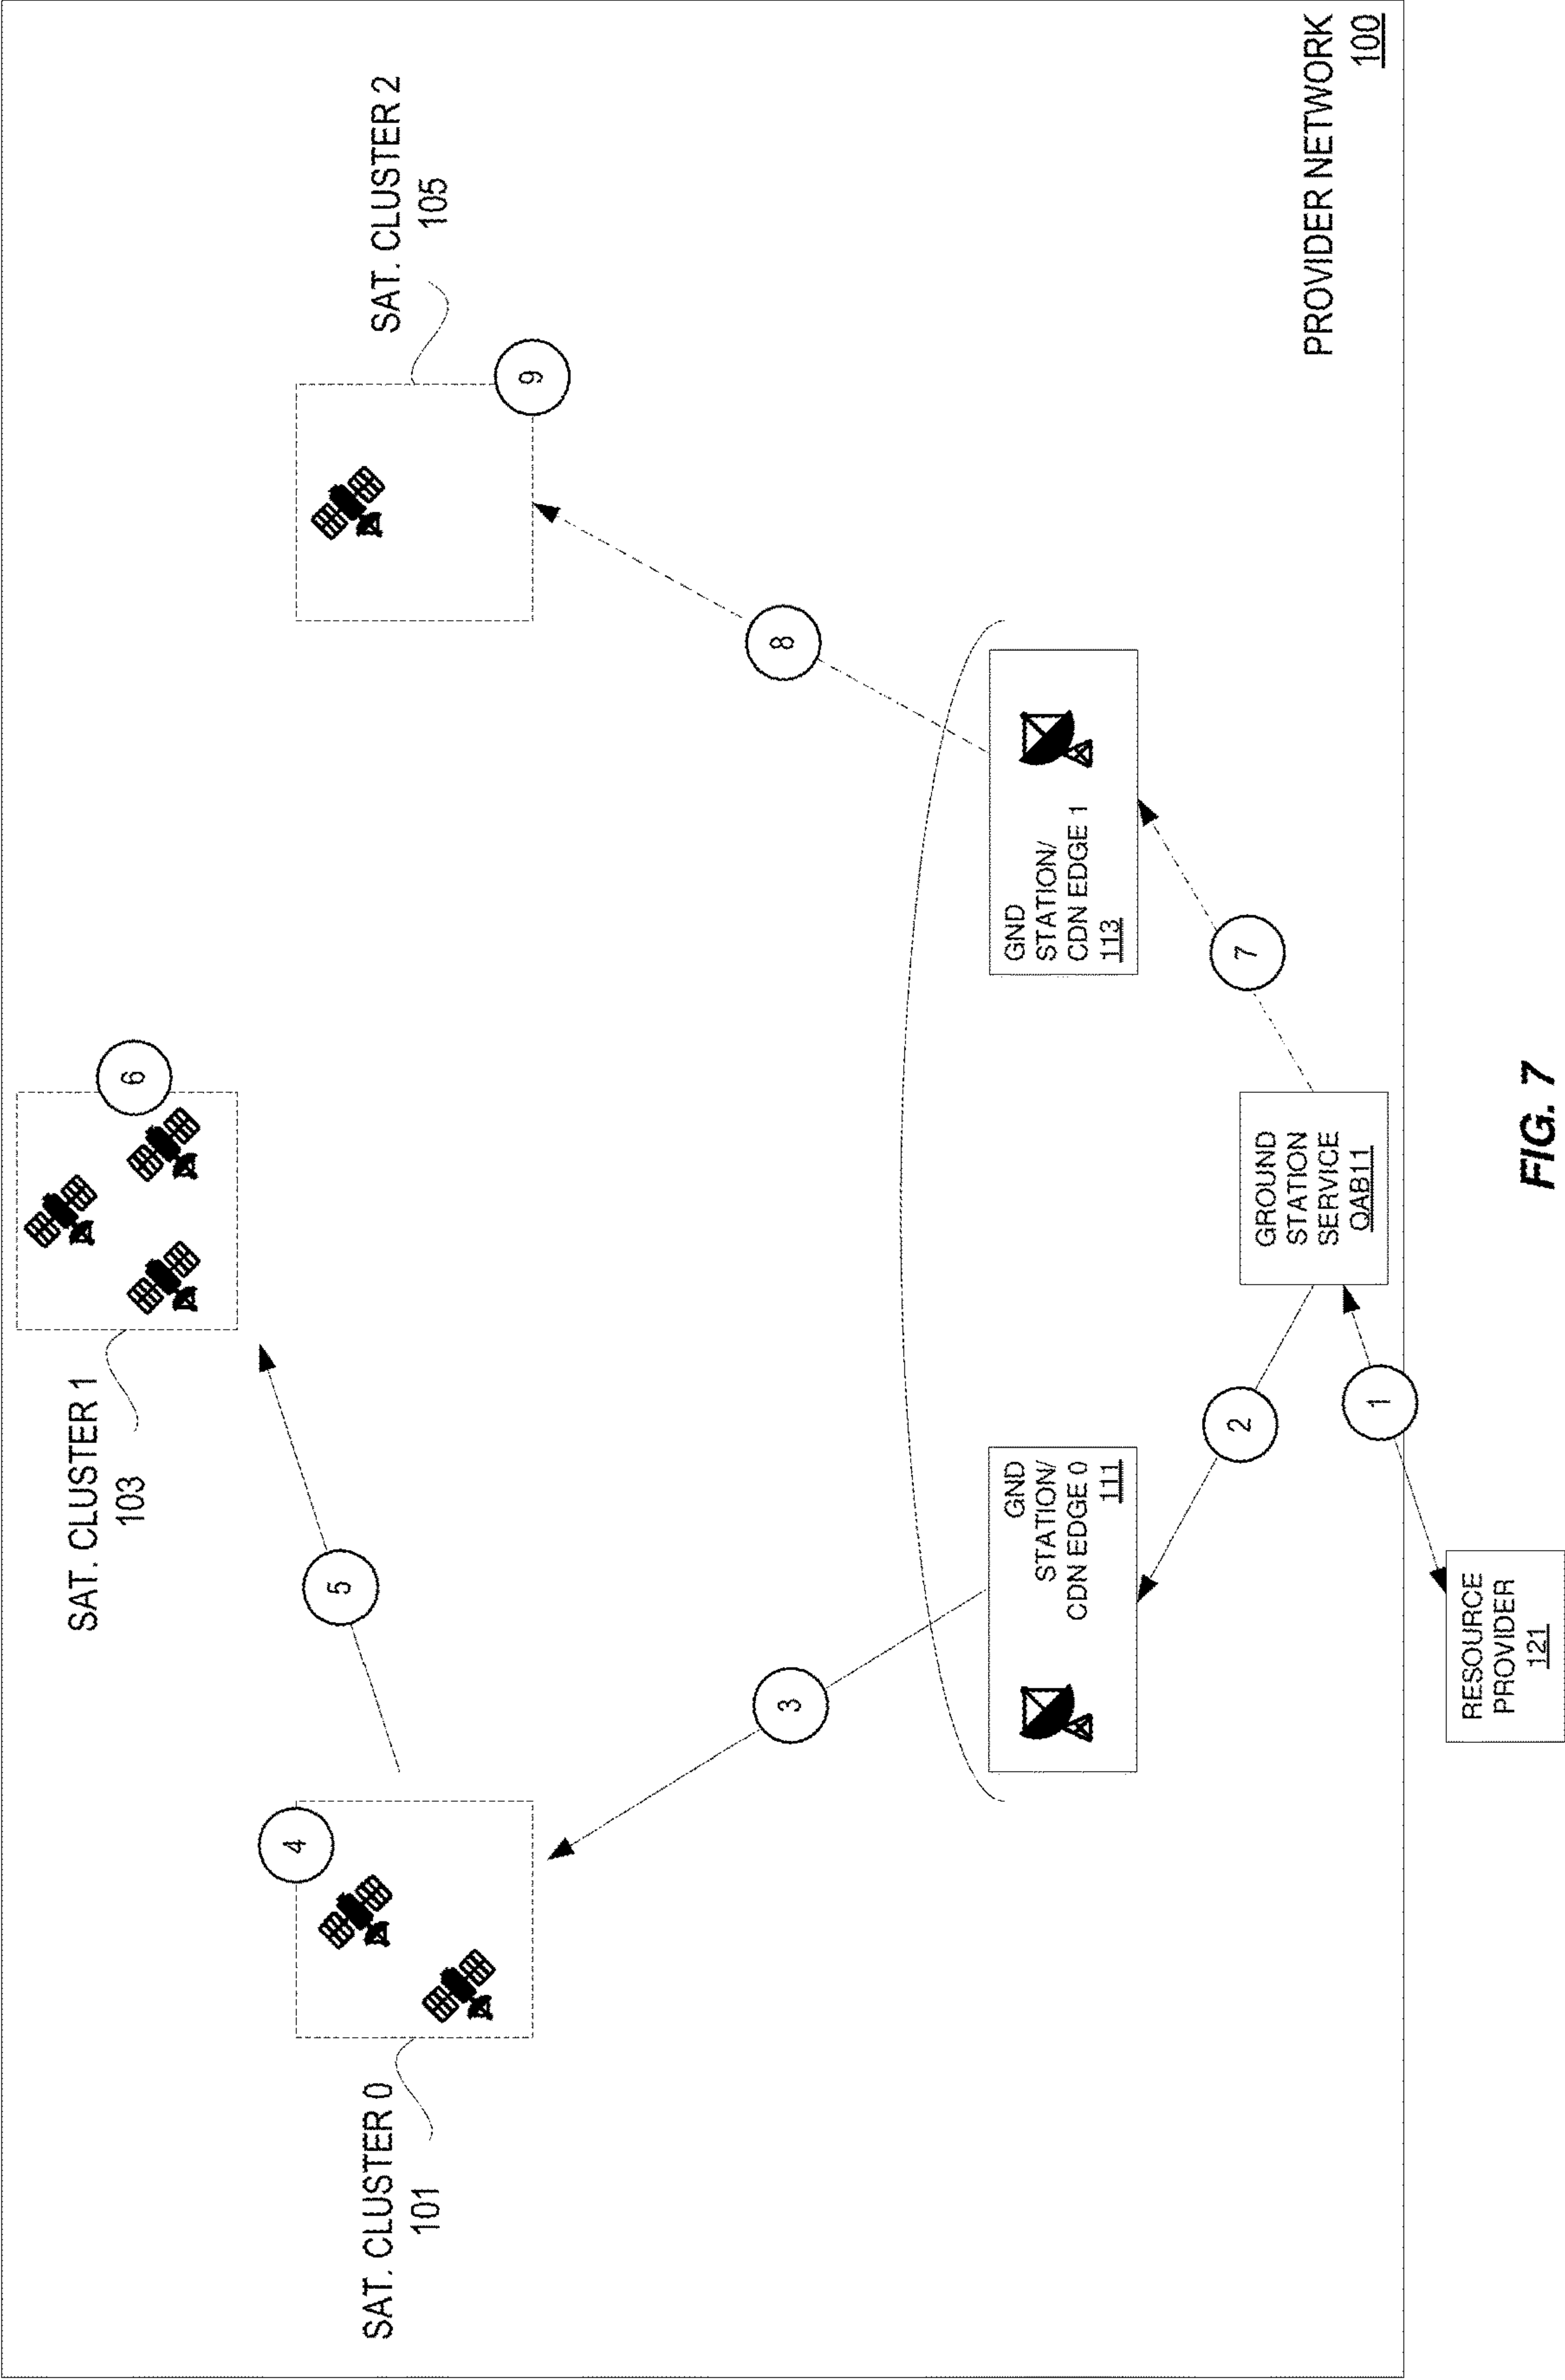 SAT. CLUSTER 1
103
6
5
SAT. CLUSTER 0
101
4
SAT. CLUSTER 2
105
9
3
8
GND
STATION/
CDN EDGE 0
111
GND
STATION/
CDN EDGE 1
113
2
7
GROUND
STATION
SERVICE
QAB11
1
PROVIDER NETWORK
100
RESOURCE
PROVIDER
121
FIG. 7